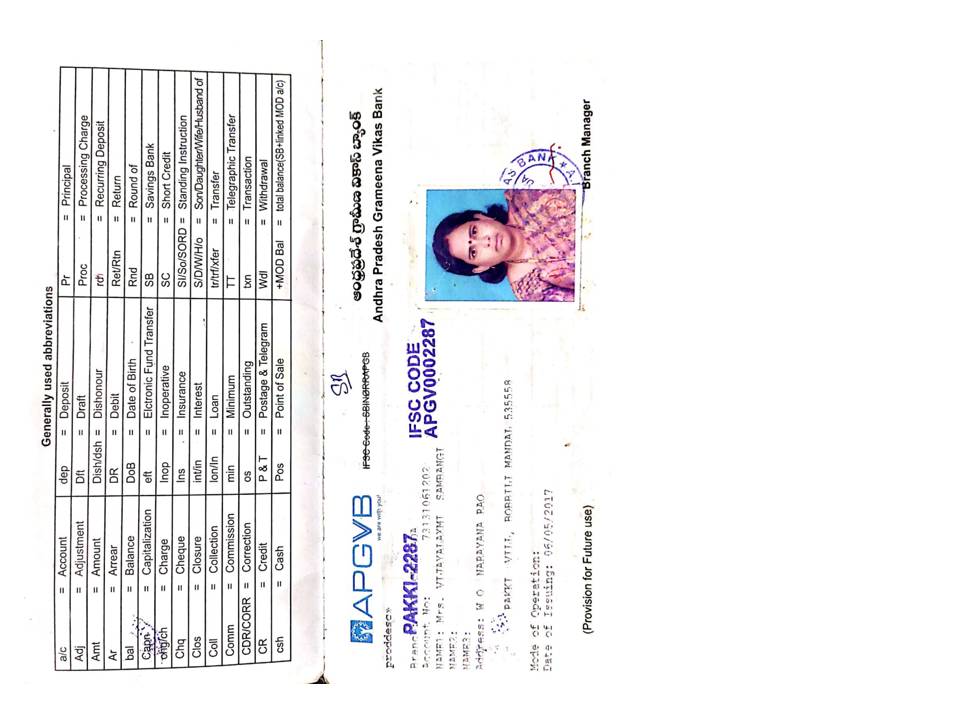 Generally used abbreviations
a/c = Account dep = Deposit Pr = Principal
Adj = Adjustment Dft = Draft Proc = Processing Charge
Amt = Amount Dish/dsh = Dishonour rd = Recurring Deposit
Ar = Arrear DR = Debit Ret/Rtn = Return
bal = Balance DoB = Date of Birth Rnd = Round of
Capn = Capitalization eft = Elctronic Fund Transfer SB = Savings Bank
chg/ch = Charge Inop = Inoperative SC = Short Credit
Chq = Cheque Ins = Insurance SI/So/SORD = Standing Instruction
Clos = Closure int/in = Interest S/D/W/H/o = Son/Daughter/Wife/Husband of
Coll = Collection lon/ln = Loan tr/trf/xfer = Transfer
Comm = Commission min = Minimum TT = Telegraphic Transfer
CDR/CORR = Correction os = Outstanding txn = Transaction
CR = Credit P & T = Postage & Telegram Wdl = Withdrawal
csh = Cash Pos = Point of Sale +MOD Bal = total balance(SB+linked MOD a/c)
SB
APGVB
we are with you!
IFSC Code : SBIN0RRAPGB
ఆంధ్రప్రదేశ్ గ్రామీణ వికాస్ బ్యాంక్
Andhra Pradesh Grameena Vikas Bank
proddesc»
Branch PAKKI-2287
IFSC CODE
APGV0002287
Account No: 73131061202
NAME1: Mrs. VIJAYALAXMI SAMBANGI
NAME2:
NAME3:
Address: W O NARAYANA RAO
PAKKI VILL, BOBBILI MANDAL 535558
Mode of Operation:
Date of Issuing: 06/05/2017
(Provision for Future use)
Branch Manager